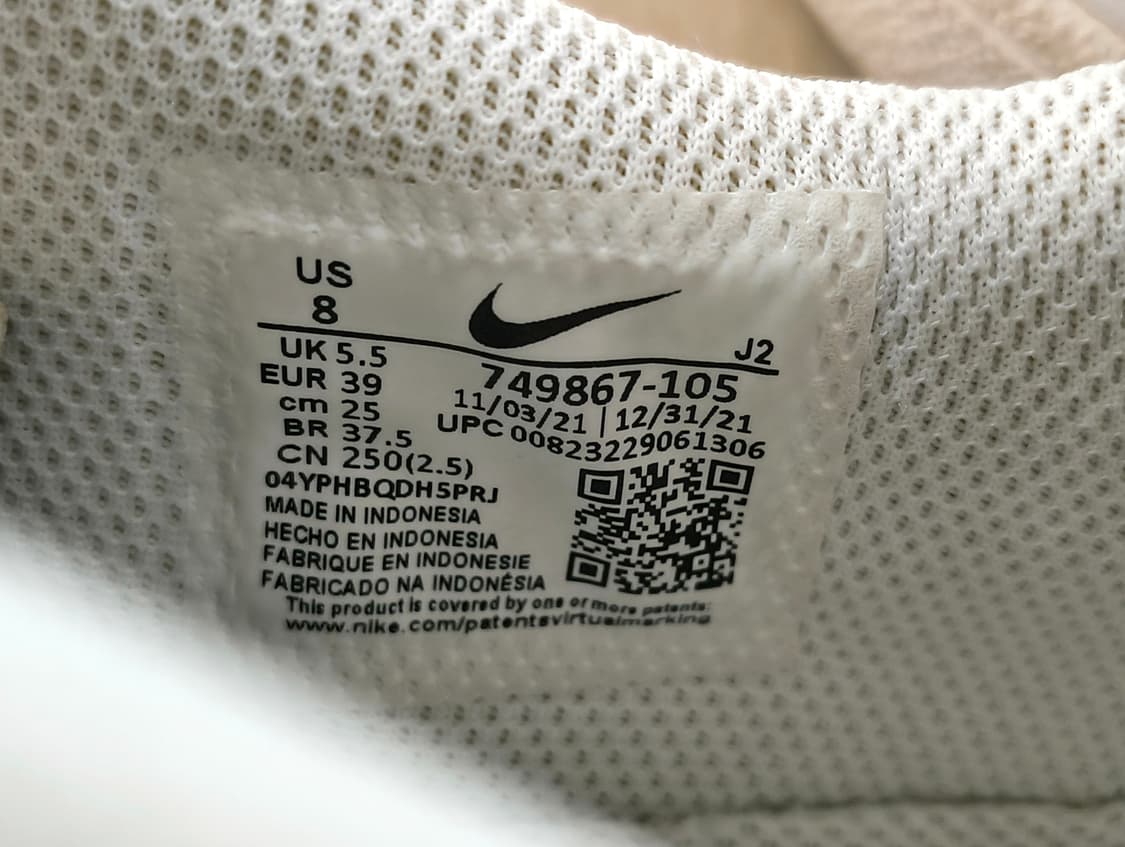 US
8
J2
UK 5.5
EUR 39
cm 25
BR 37.5
CN 250(2.5)
749867-105
11/03/21 | 12/31/21
UPC 00823229061306
04YPHBQDH5PRJ
MADE IN INDONESIA
HECHO EN INDONESIA
FABRIQUE EN INDONESIE
FABRICADO NA INDONÉSIA
This product is covered by one or more patents:
www.nike.com/patentsvirtualmarking